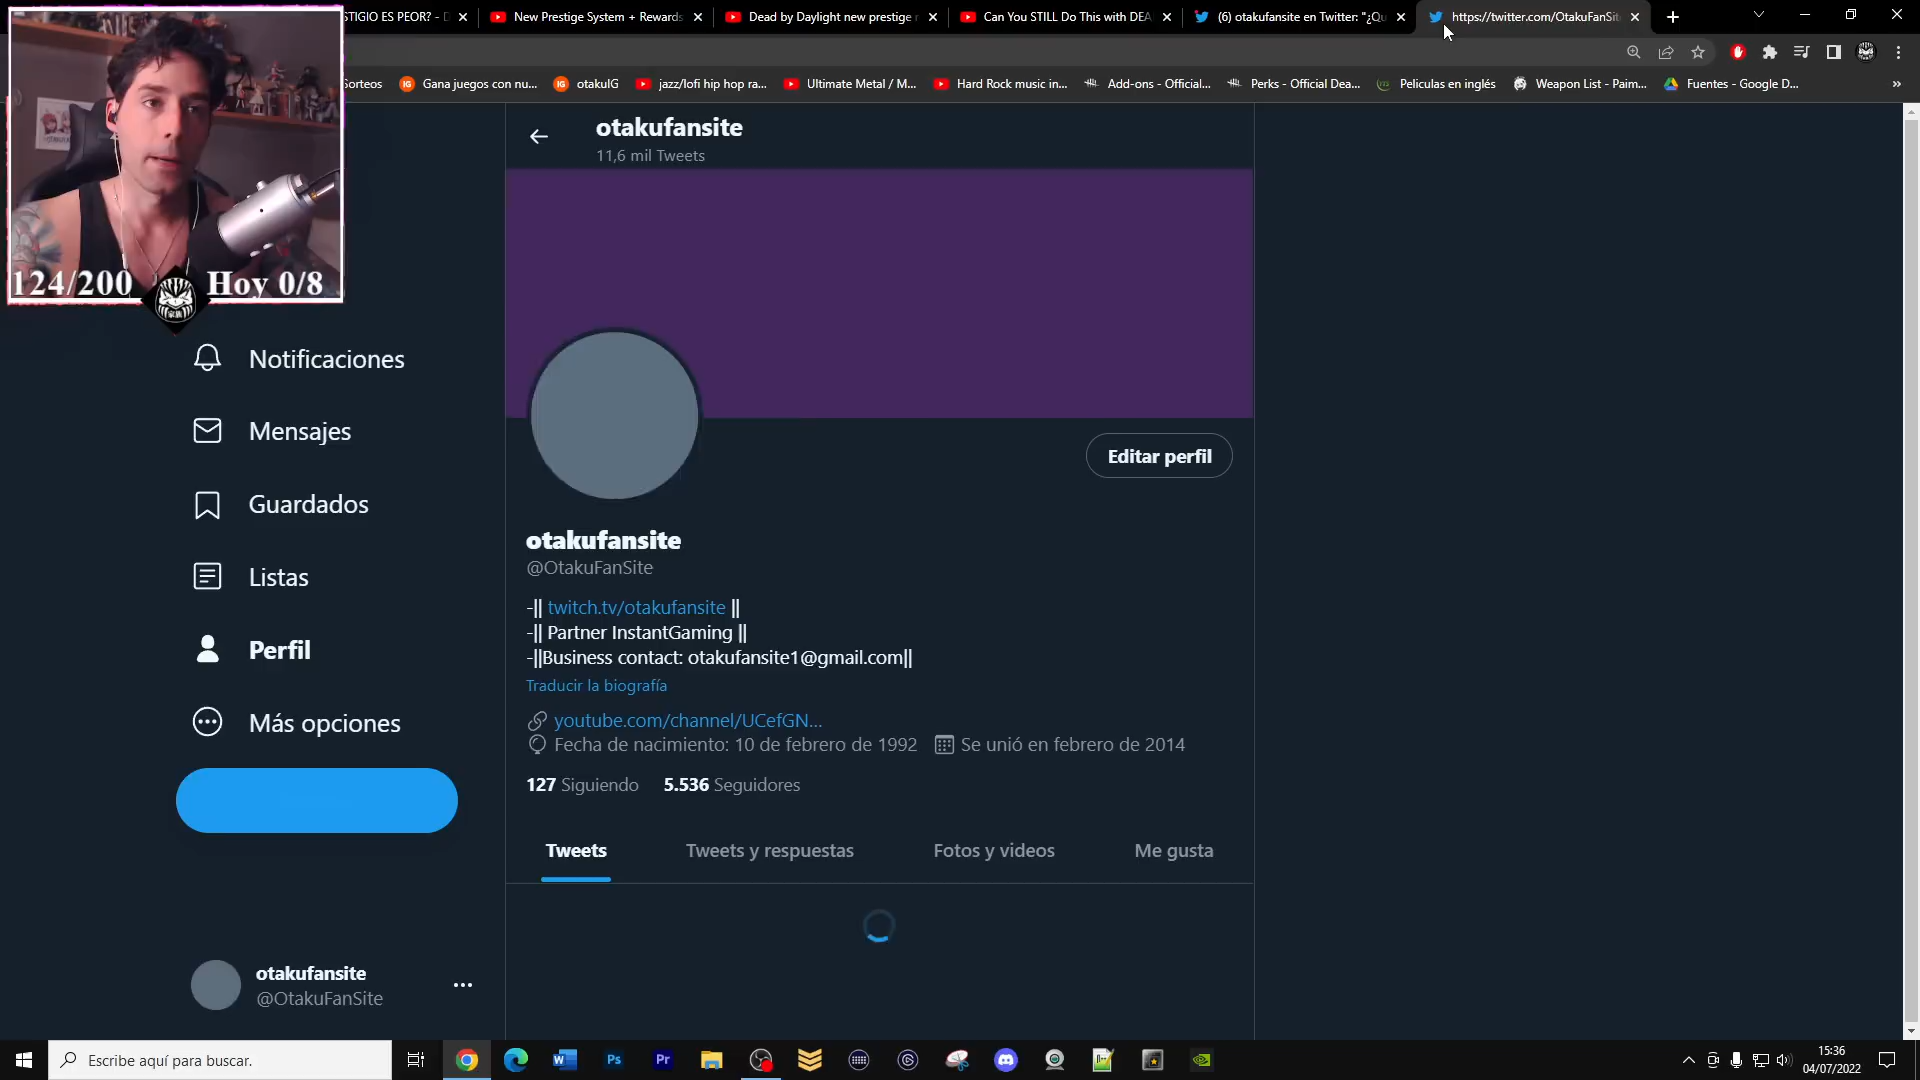 STIGIO ES PEOR? - D
New Prestige System + Rewards
Dead by Daylight new prestige r
Can You STILL Do This with DEA
(6) otakufansite en Twitter: "¿Qu
https://twitter.com/OtakuFanSit
Sorteos
Gana juegos con nu...
otakuIG
jazz/lofi hip hop ra...
Ultimate Metal / M...
Hard Rock music in...
Add-ons - Official...
Perks - Official Dea...
Peliculas en inglés
Weapon List - Paim...
Fuentes - Google D...
»
124/200
Hoy 0/8
otakufansite
11,6 mil Tweets
Notificaciones
Mensajes
Guardados
Listas
Perfil
Más opciones
otakufansite
@OtakuFanSite
Editar perfil
otakufansite
@OtakuFanSite
-|| twitch.tv/otakufansite ||
-|| Partner InstantGaming ||
-||Business contact: otakufansite1@gmail.com||
Traducir la biografía
youtube.com/channel/UCefGN...
Fecha de nacimiento: 10 de febrero de 1992
Se unió en febrero de 2014
127 Siguiendo
5.536 Seguidores
Tweets
Tweets y respuestas
Fotos y videos
Me gusta
Escribe aquí para buscar.
Ps
Pr
15:36
04/07/2022